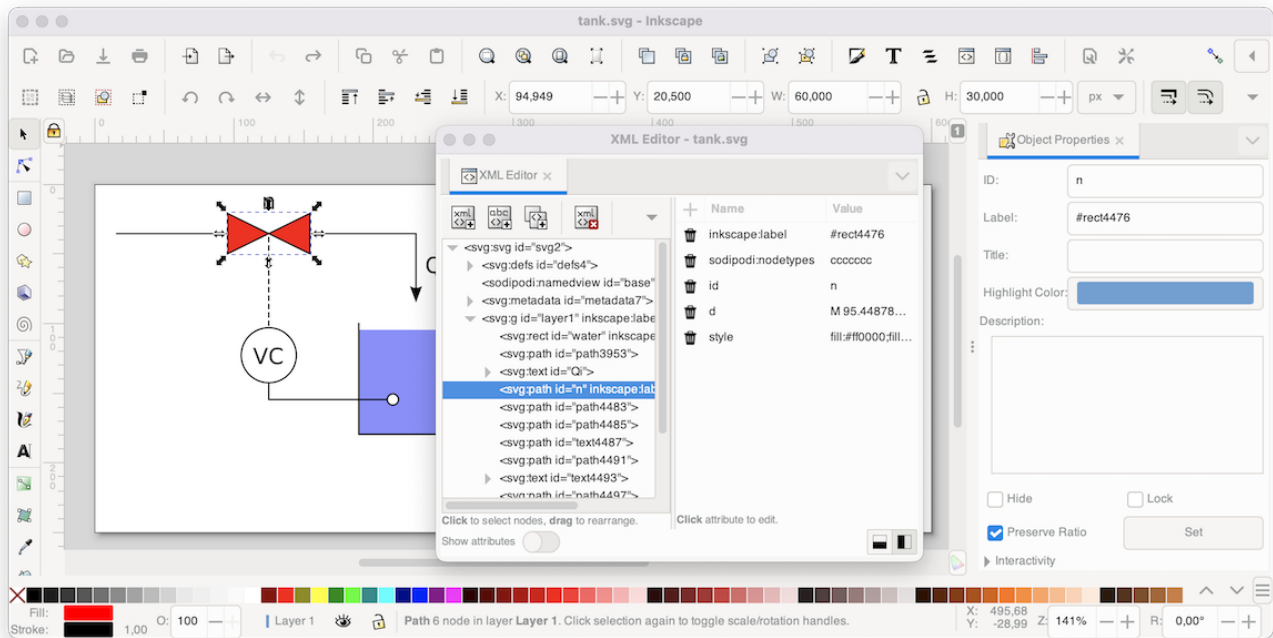 tank.svg - Inkscape
X: 94,949 Y: 20,500 W: 60,000 H: 30,000 px
0 100 200 300 500
1
XML Editor - tank.svg
XML Editor
Name Value
inkscape:label #rect4476
sodipodi:nodetypes ccccccc
id n
d M 95.44878...
style fill:#ff0000;fill...
<svg:svg id="svg2">
<svg:defs id="defs4">
<sodipodi:namedview id="base"
<svg:metadata id="metadata7">
<svg:g id="layer1" inkscape:labe
<svg:rect id="water" inkscape
<svg:path id="path3953">
<svg:text id="Qi">
<svg:path id="n" inkscape:lab
<svg:path id="path4483">
<svg:path id="path4485">
<svg:text id="text4487">
<svg:path id="path4491">
<svg:text id="text4493">
<svg:path id="path4497">
Click to select nodes, drag to rearrange.
Click attribute to edit.
Show attributes
VC
Object Properties
ID: n
Label: #rect4476
Title:
Highlight Color:
Description:
Hide Lock
Preserve Ratio Set
Interactivity
Fill:
Stroke: 1,00
O: 100
Layer 1
Path 6 node in layer Layer 1. Click selection again to toggle scale/rotation handles.
X: 495,68
Y: -28,99
Z: 141%
R: 0,00°